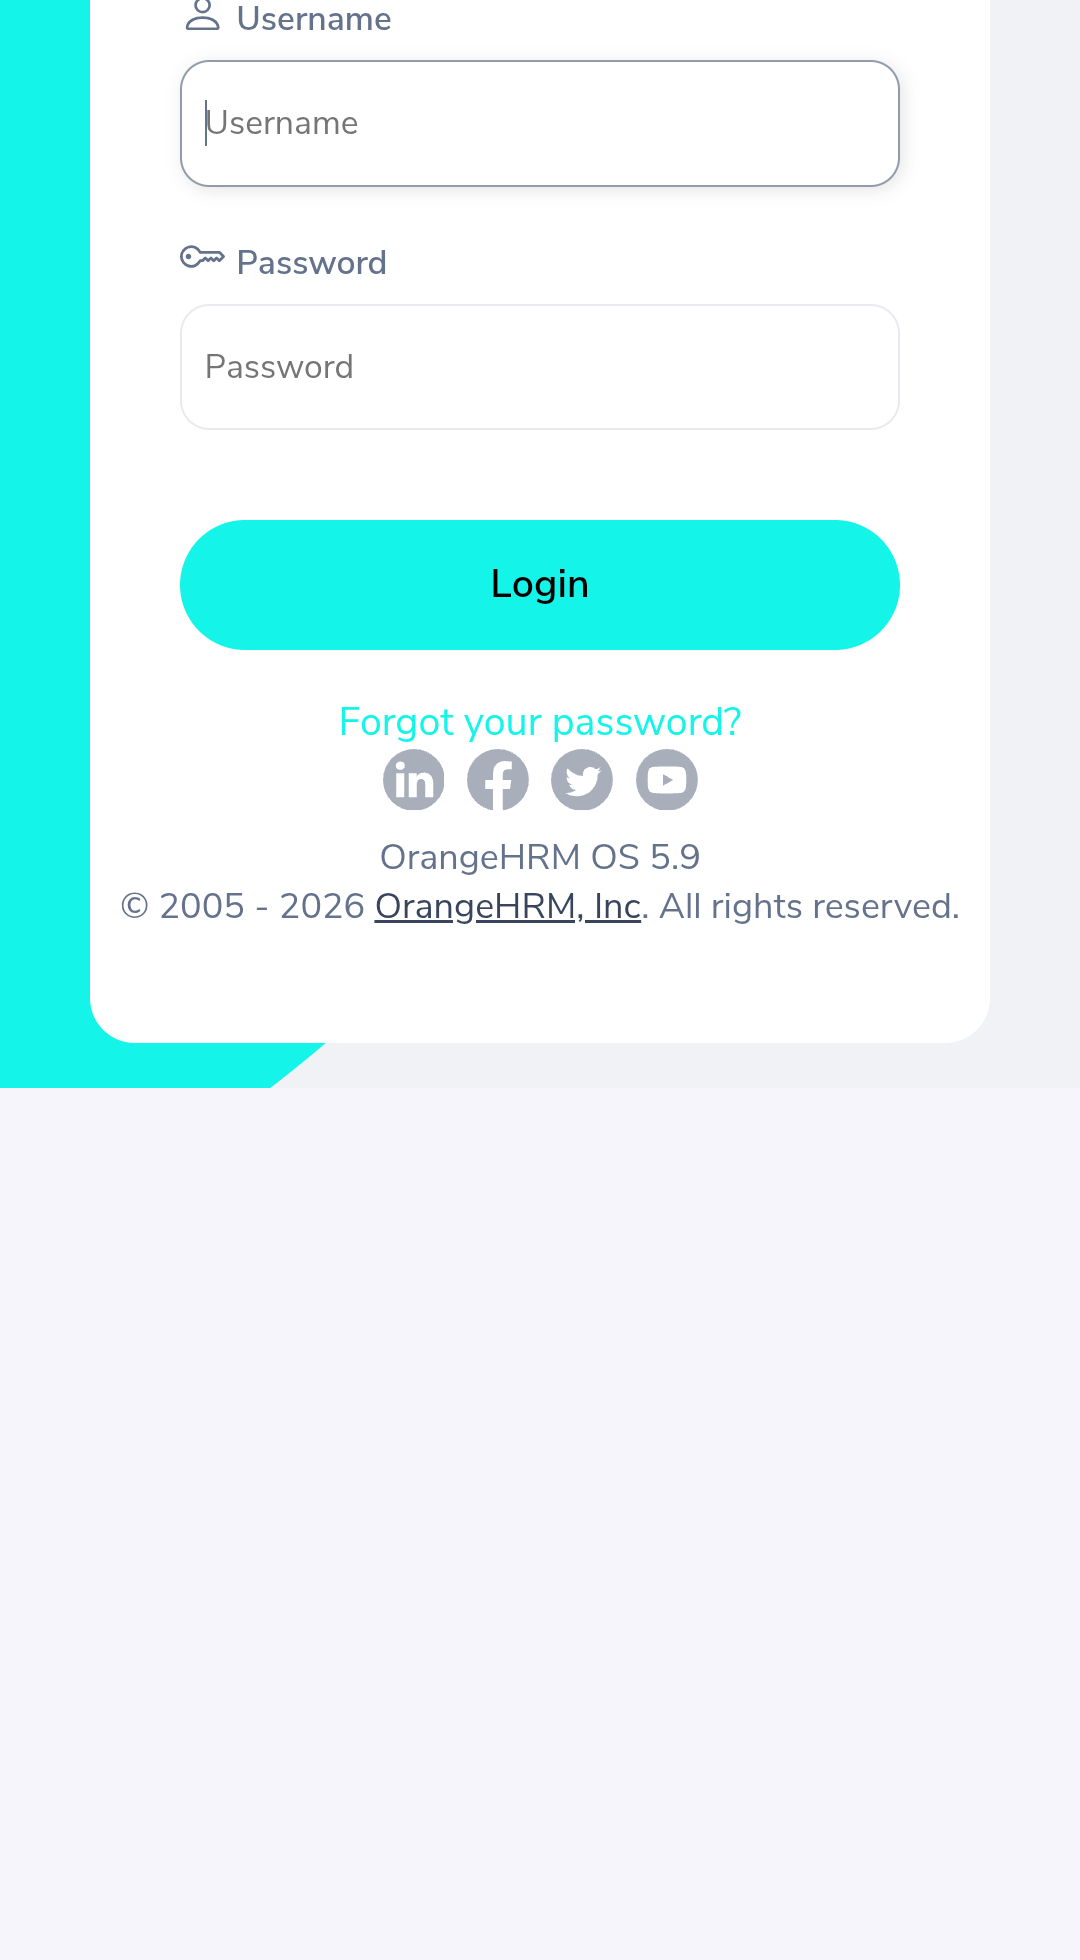 Username
Username
Password
Password
Login
Forgot your password?
OrangeHRM OS 5.9
© 2005 - 2026 OrangeHRM, Inc. All rights reserved.